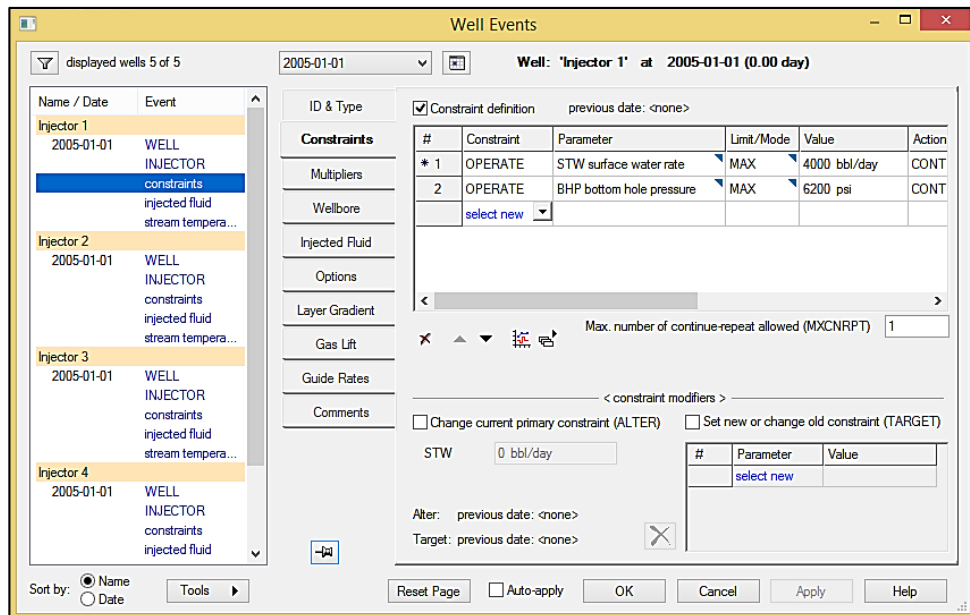 Well Events
displayed wells 5 of 5
2005-01-01
Well: 'Injector 1' at 2005-01-01 (0.00 day)
Name / Date Event
Injector 1
2005-01-01 WELL
INJECTOR
constraints
injected fluid
stream tempera...
Injector 2
2005-01-01 WELL
INJECTOR
constraints
injected fluid
stream tempera...
Injector 3
2005-01-01 WELL
INJECTOR
constraints
injected fluid
stream tempera...
Injector 4
2005-01-01 WELL
INJECTOR
constraints
injected fluid
Sort by: Name
Date
Tools
ID & Type
Constraints
Multipliers
Wellbore
Injected Fluid
Options
Layer Gradient
Gas Lift
Guide Rates
Comments
Constraint definition previous date: <none>
# Constraint Parameter Limit/Mode Value Action
* 1 OPERATE STW surface water rate MAX 4000 bbl/day CONT
2 OPERATE BHP bottom hole pressure MAX 6200 psi CONT
select new
Max. number of continue-repeat allowed (MXCNRPT) 1
< constraint modifiers >
Change current primary constraint (ALTER)
STW 0 bbl/day
Alter: previous date: <none>
Target: previous date: <none>
Set new or change old constraint (TARGET)
# Parameter Value
select new
Reset Page Auto-apply OK Cancel Apply Help